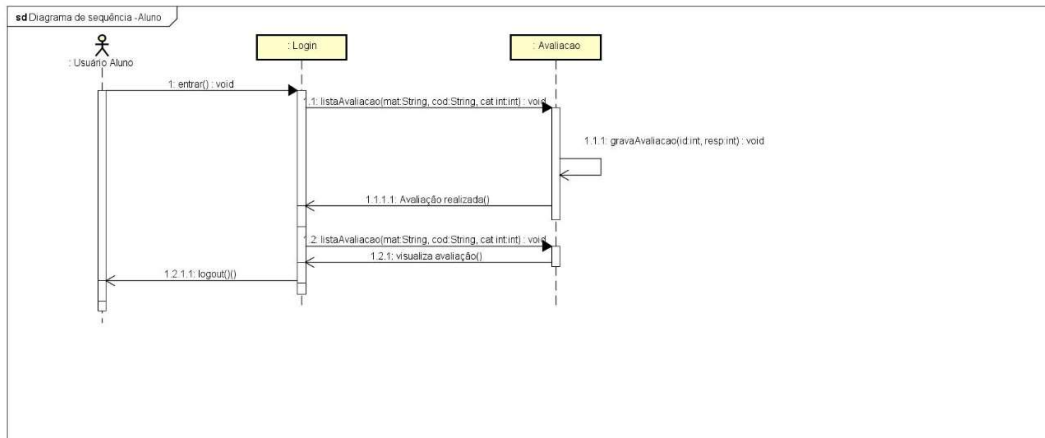 sd Diagrama de sequência -Aluno
: Usuário Aluno
: Login
: Avaliacao
1: entrar() : void
1.1: listaAvaliacao(mat:String, cod:String, cat int:int) : void
1.1.1: gravaAvaliacao(id:int, resp:int) : void
1.1.1.1: Avaliação realizada()
1.2: listaAvaliacao(mat:String, cod:String, cat int:int) : void
1.2.1: visualiza avaliação()
1.2.1.1: logout()()